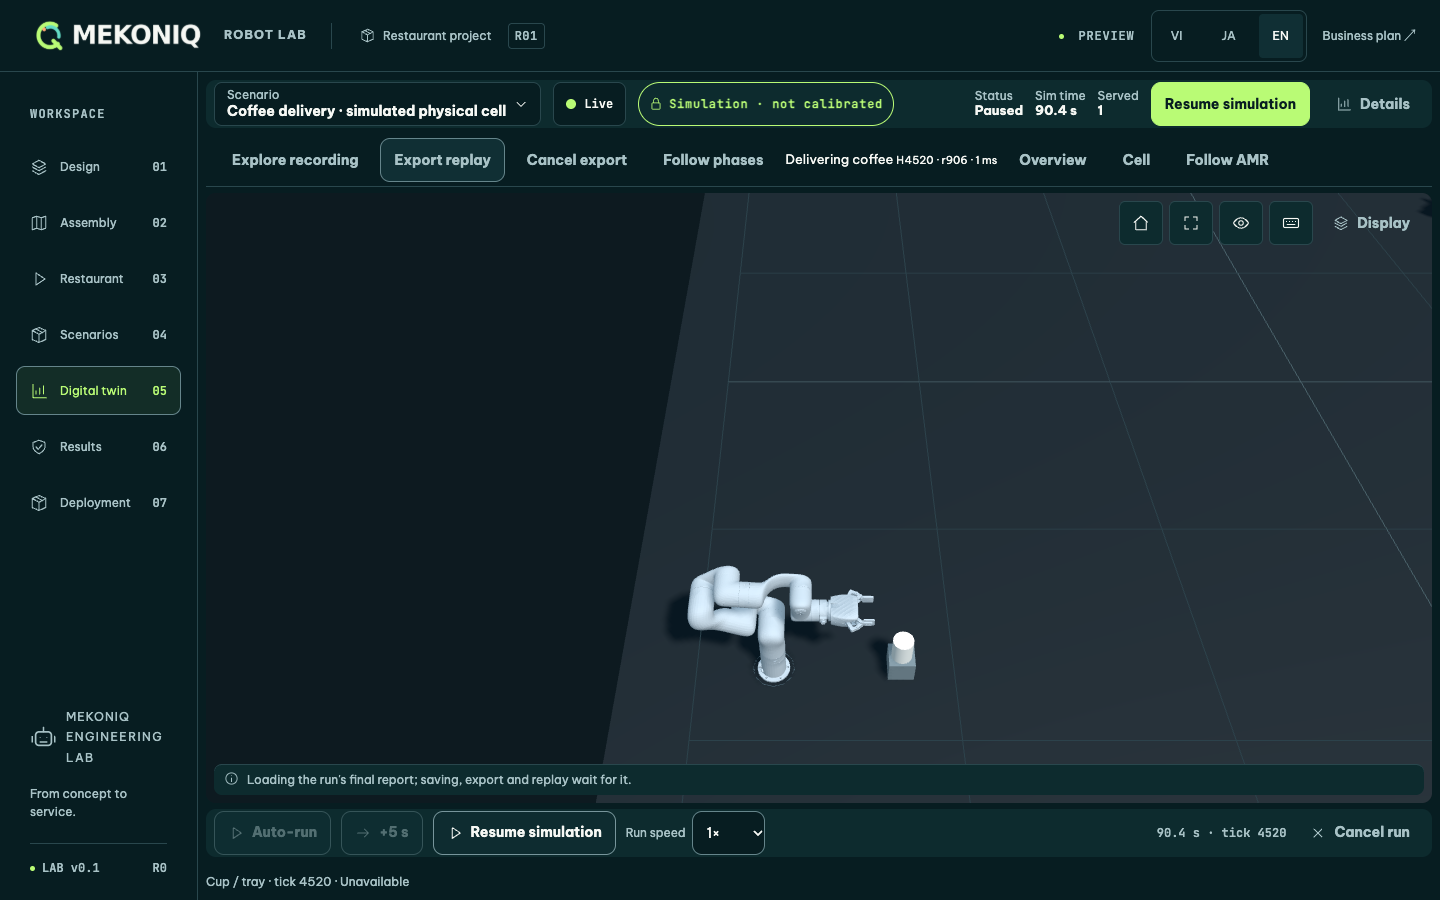 MEKONIQ
ROBOT LAB
Restaurant project R01
PREVIEW
VI JA EN
Business plan ↗
WORKSPACE
Design 01
Assembly 02
Restaurant 03
Scenarios 04
Digital twin 05
Results 06
Deployment 07
MEKONIQ
ENGINEERING
LAB
From concept to
service.
LAB v0.1 R0
Scenario
Coffee delivery · simulated physical cell
Live
Simulation · not calibrated
Status
Paused
Sim time
90.4 s
Served
1
Resume simulation
Details
Explore recording Export replay Cancel export Follow phases Delivering coffee H4520 · r906 · 1 ms Overview Cell Follow AMR
Display
Loading the run's final report; saving, export and replay wait for it.
Auto-run +5 s Resume simulation Run speed 1× 90.4 s · tick 4520 Cancel run
Cup / tray · tick 4520 · Unavailable